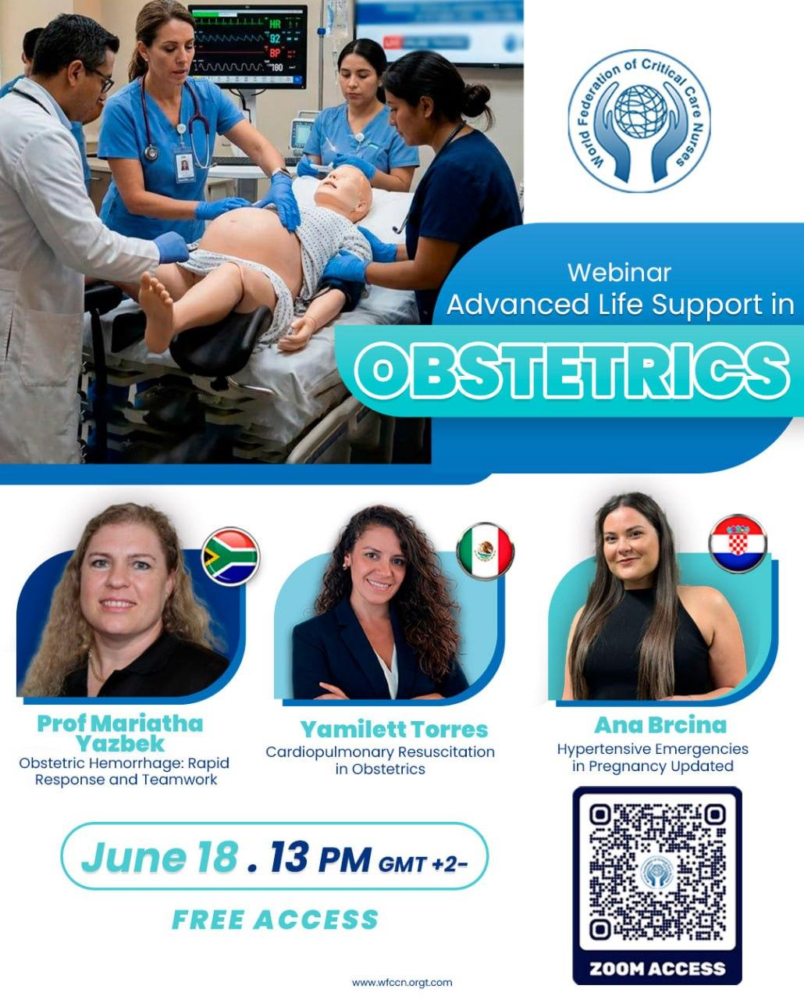 HR
92
BP
180
World Federation of Critical Care Nurses
Webinar
Advanced Life Support in
OBSTETRICS
Prof Mariatha
Yazbek
Obstetric Hemorrhage: Rapid
Response and Teamwork
Yamilett Torres
Cardiopulmonary Resuscitation
in Obstetrics
Ana Brcina
Hypertensive Emergencies
in Pregnancy Updated
June 18 . 13 PM GMT +2-
FREE ACCESS
ZOOM ACCESS
www.wfccn.orgt.com